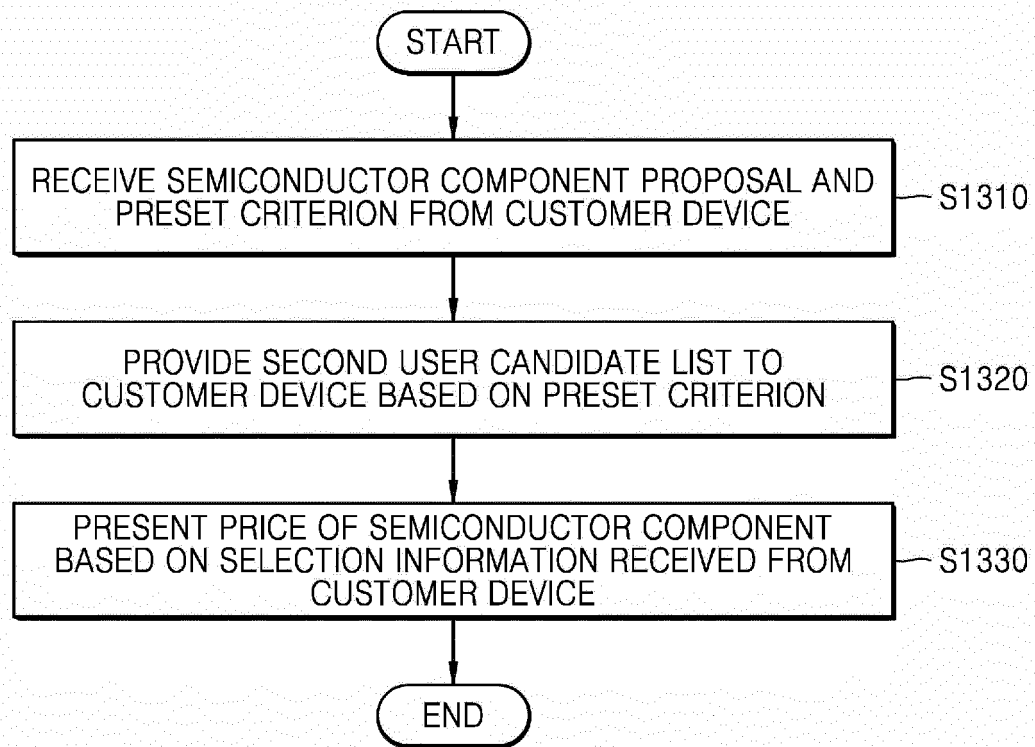 START
RECEIVE SEMICONDUCTOR COMPONENT PROPOSAL AND
PRESET CRITERION FROM CUSTOMER DEVICE
S1310
PROVIDE SECOND USER CANDIDATE LIST TO
CUSTOMER DEVICE BASED ON PRESET CRITERION
S1320
PRESENT PRICE OF SEMICONDUCTOR COMPONENT
BASED ON SELECTION INFORMATION RECEIVED FROM
CUSTOMER DEVICE
S1330
END